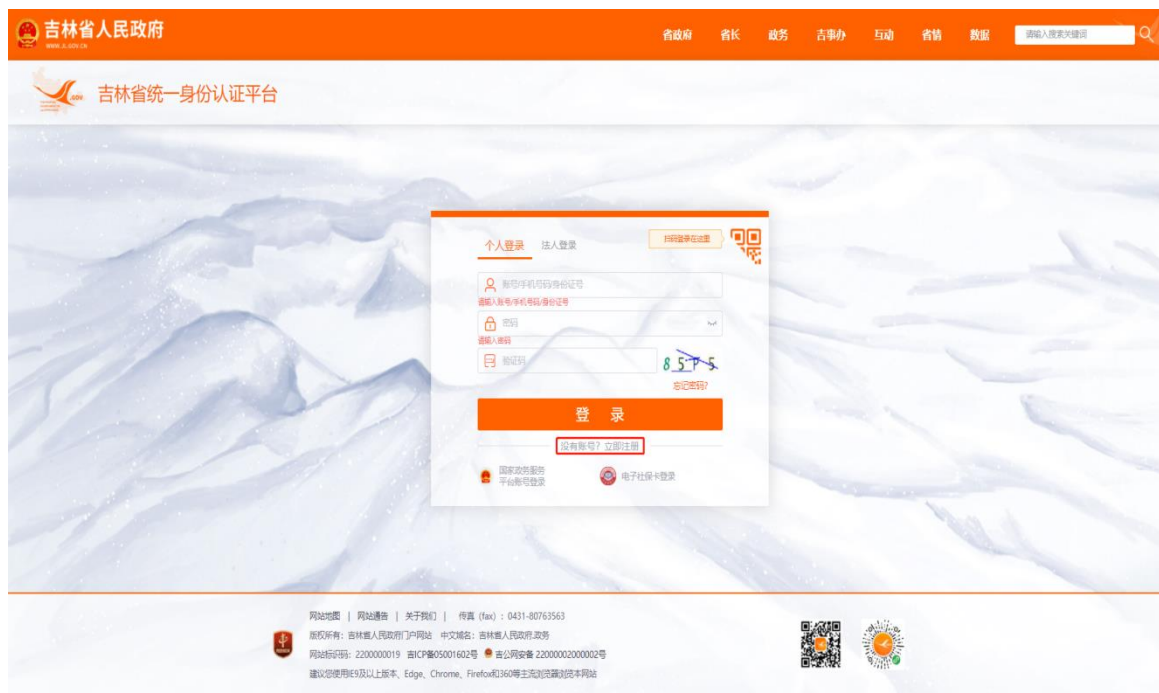 吉林省人民政府
WWW.JL.GOV.CN
省政府 省长 政务 吉事办 互动 省情 数据 请输入搜索关键词
.GOV 吉林省统一身份认证平台
个人登录 法人登录 扫码登录在这里
账号/手机号码/身份证号
请输入账号/手机号码/身份证号
密码
请输入密码
验证码 8 5 P 5
忘记密码?
登 录
没有账号? 立即注册
国家政务服务
平台账号登录
电子社保卡登录
网站地图 | 网站通告 | 关于我们 | 传真 (fax) : 0431-80763563
版权所有: 吉林省人民政府门户网站 中文域名: 吉林省人民政府.政务
网站标识码: 2200000019 吉ICP备05001602号 吉公网安备 22000002000002号
建议您使用IE9及以上版本、Edge、Chrome、Firefox和360等主流浏览器浏览本网站